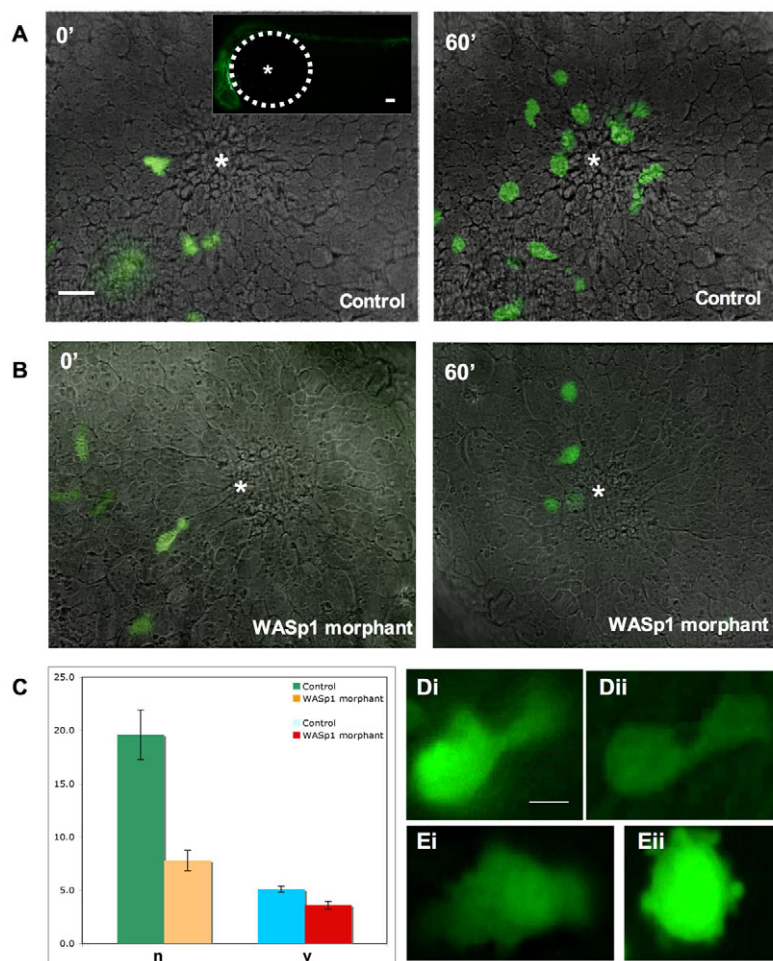 A
0'
*
*
Control
60'
*
Control
B
0'
*
WASp1 morphant
60'
*
WASp1 morphant
C
25.0
20.0
15.0
10.0
5.0
0.0
Control
WASp1 morphant
Control
WASp1 morphant
n
v
Di
Dii
Ei
Eii